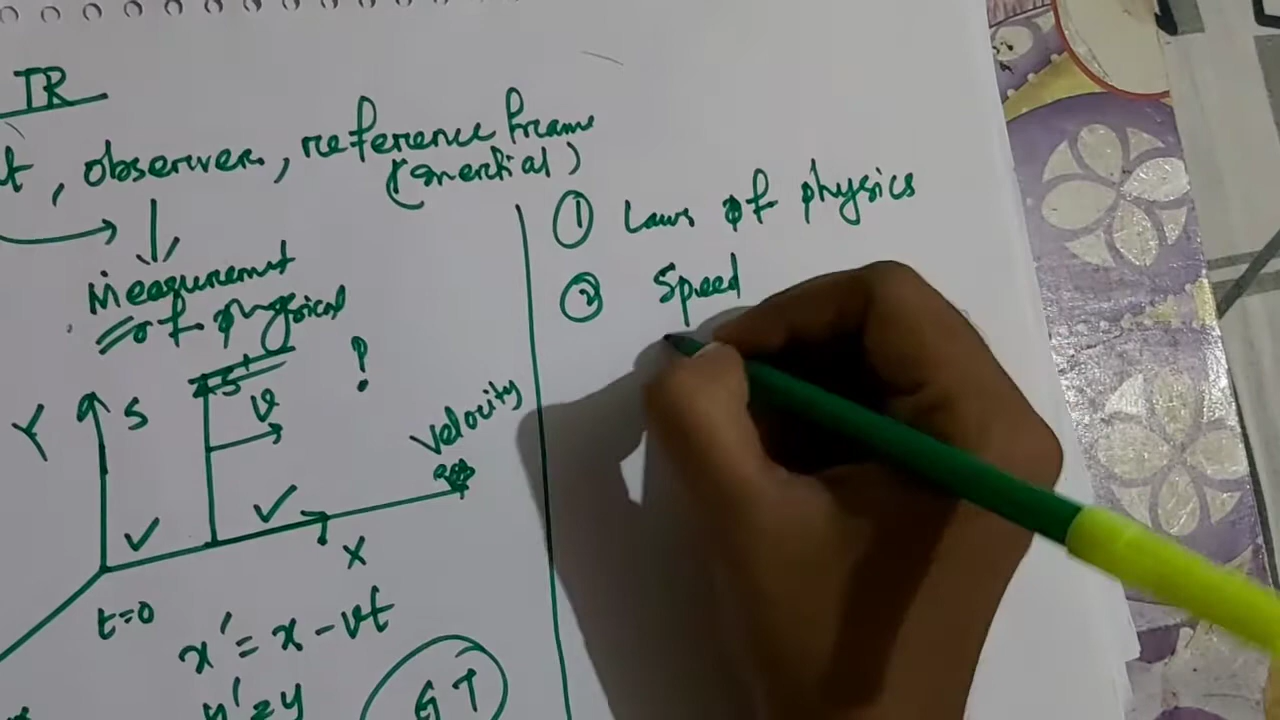 TR
t, observer, reference frame
(inertial)
Measurement
of physical
?
Y
S
S'
v
Velocity
X
t=0
x' = x - vt
y' = y
GT
① Laws of physics
② Speed